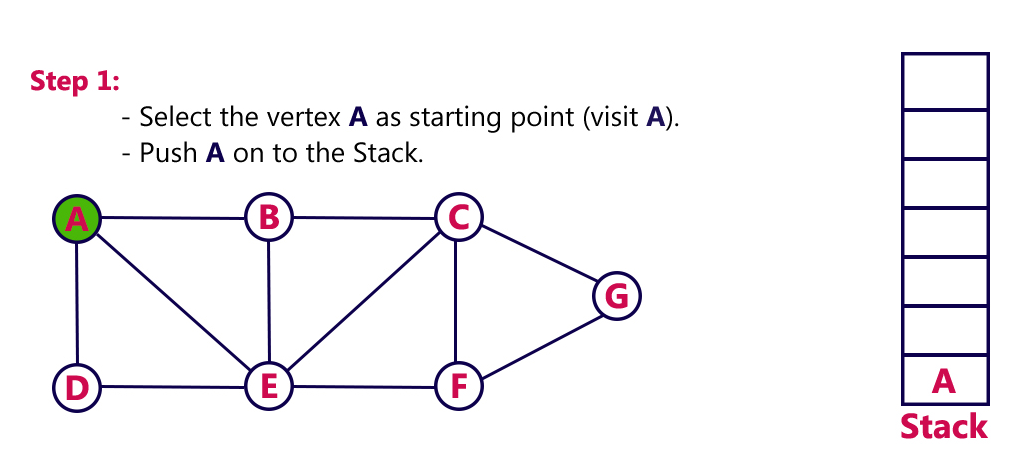 Step 1:
- Select the vertex A as starting point (visit A).
- Push A on to the Stack.
A B C
G
D E F
A
Stack